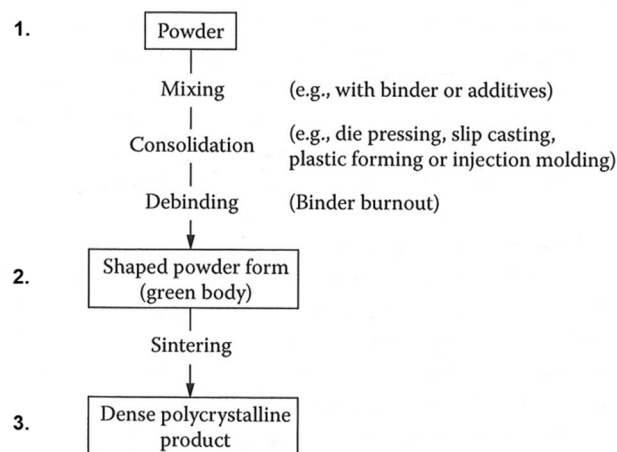 1. Powder
Mixing (e.g., with binder or additives)
Consolidation (e.g., die pressing, slip casting,
plastic forming or injection molding)
Debinding (Binder burnout)
2. Shaped powder form
(green body)
Sintering
3. Dense polycrystalline
product